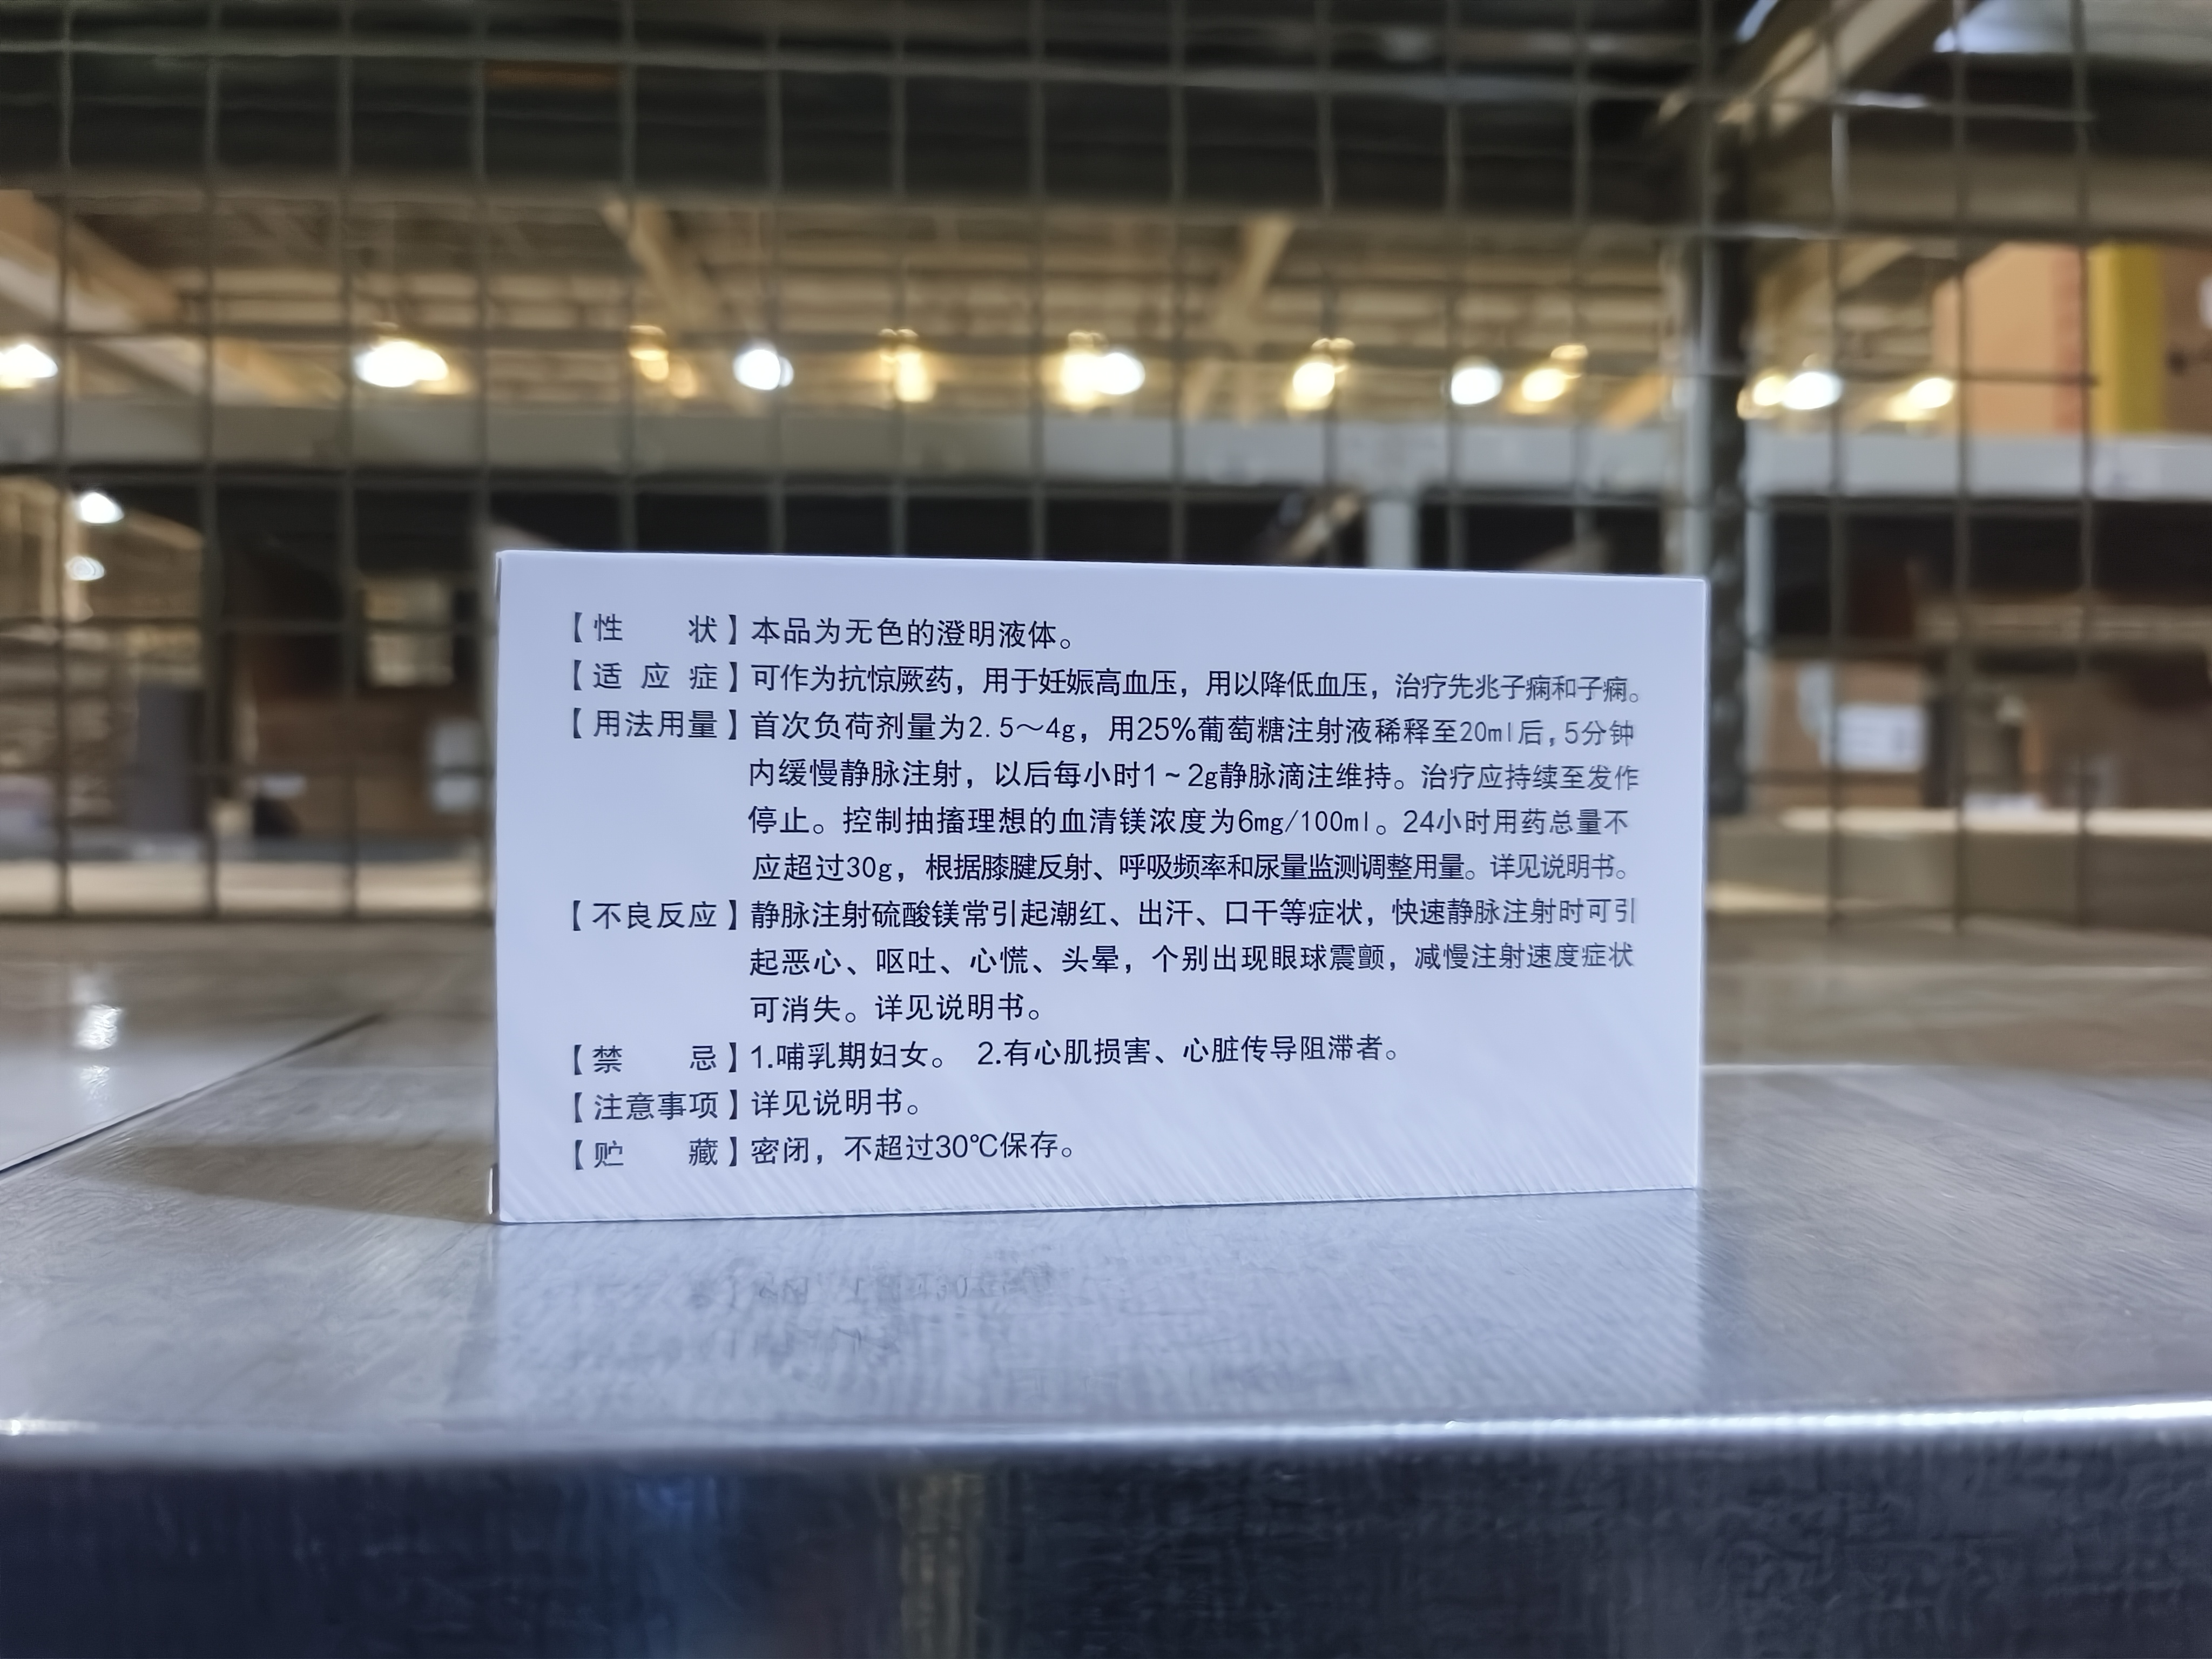 【性状】本品为无色的澄明液体。
【适应症】可作为抗惊厥药，用于妊娠高血压，用以降低血压，治疗先兆子痫和子痫。
【用法用量】首次负荷剂量为2.5～4g，用25%葡萄糖注射液稀释至20ml后，5分钟
内缓慢静脉注射，以后每小时1~2g静脉滴注维持。治疗应持续至发作
停止。控制抽搐理想的血清镁浓度为6mg/100ml。24小时用药总量不
应超过30g，根据膝腱反射、呼吸频率和尿量监测调整用量。详见说明书。
【不良反应】静脉注射硫酸镁常引起潮红、出汗、口干等症状，快速静脉注射时可引
起恶心、呕吐、心慌、头晕，个别出现眼球震颤，减慢注射速度症状
可消失。详见说明书。
【禁忌】1.哺乳期妇女。 2.有心肌损害、心脏传导阻滞者。
【注意事项】详见说明书。
【贮藏】密闭，不超过30℃保存。